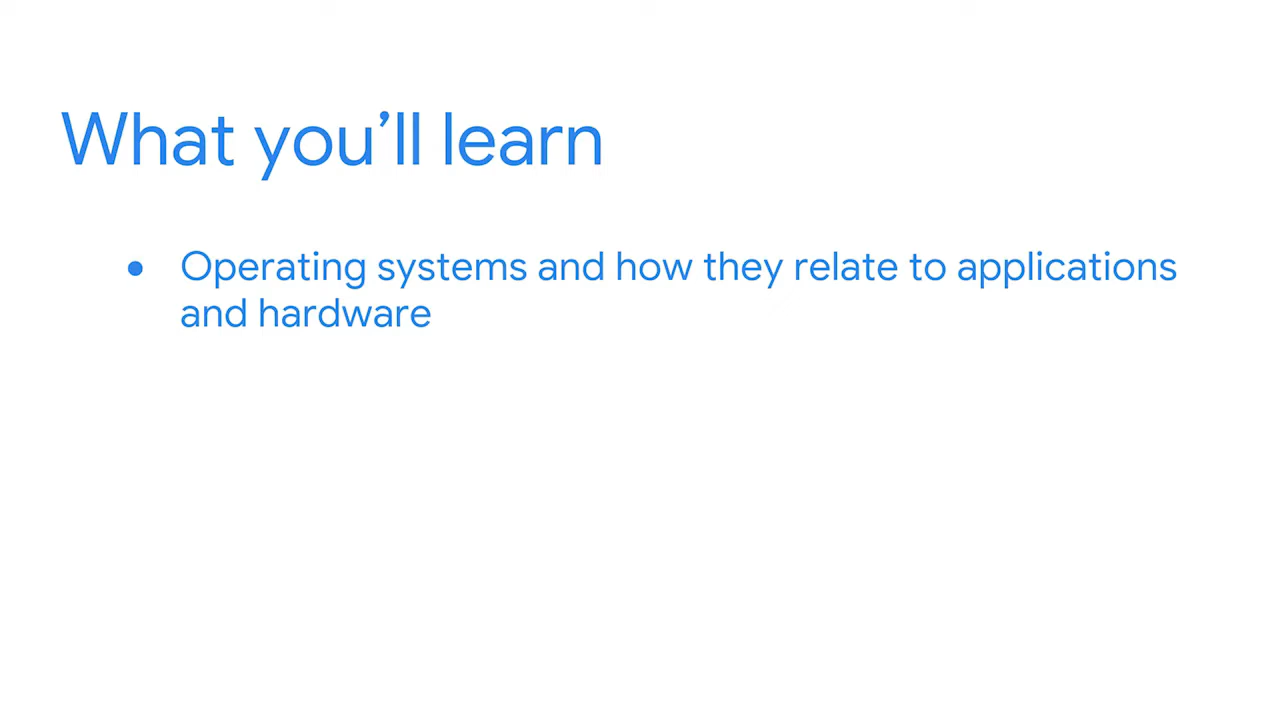 What you’ll learn
● Operating systems and how they relate to applications
and hardware